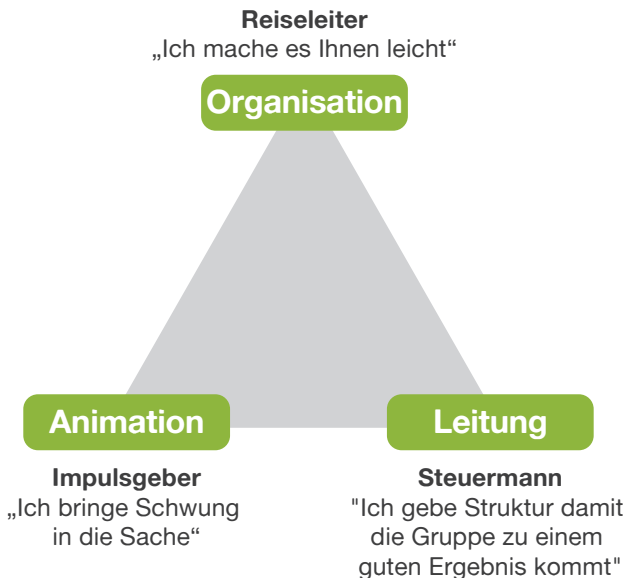 Reiseleiter
„Ich mache es Ihnen leicht“
Organisation
Animation
Leitung
Impulsgeber
„Ich bringe Schwung
in die Sache“
Steuermann
"Ich gebe Struktur damit
die Gruppe zu einem
guten Ergebnis kommt"